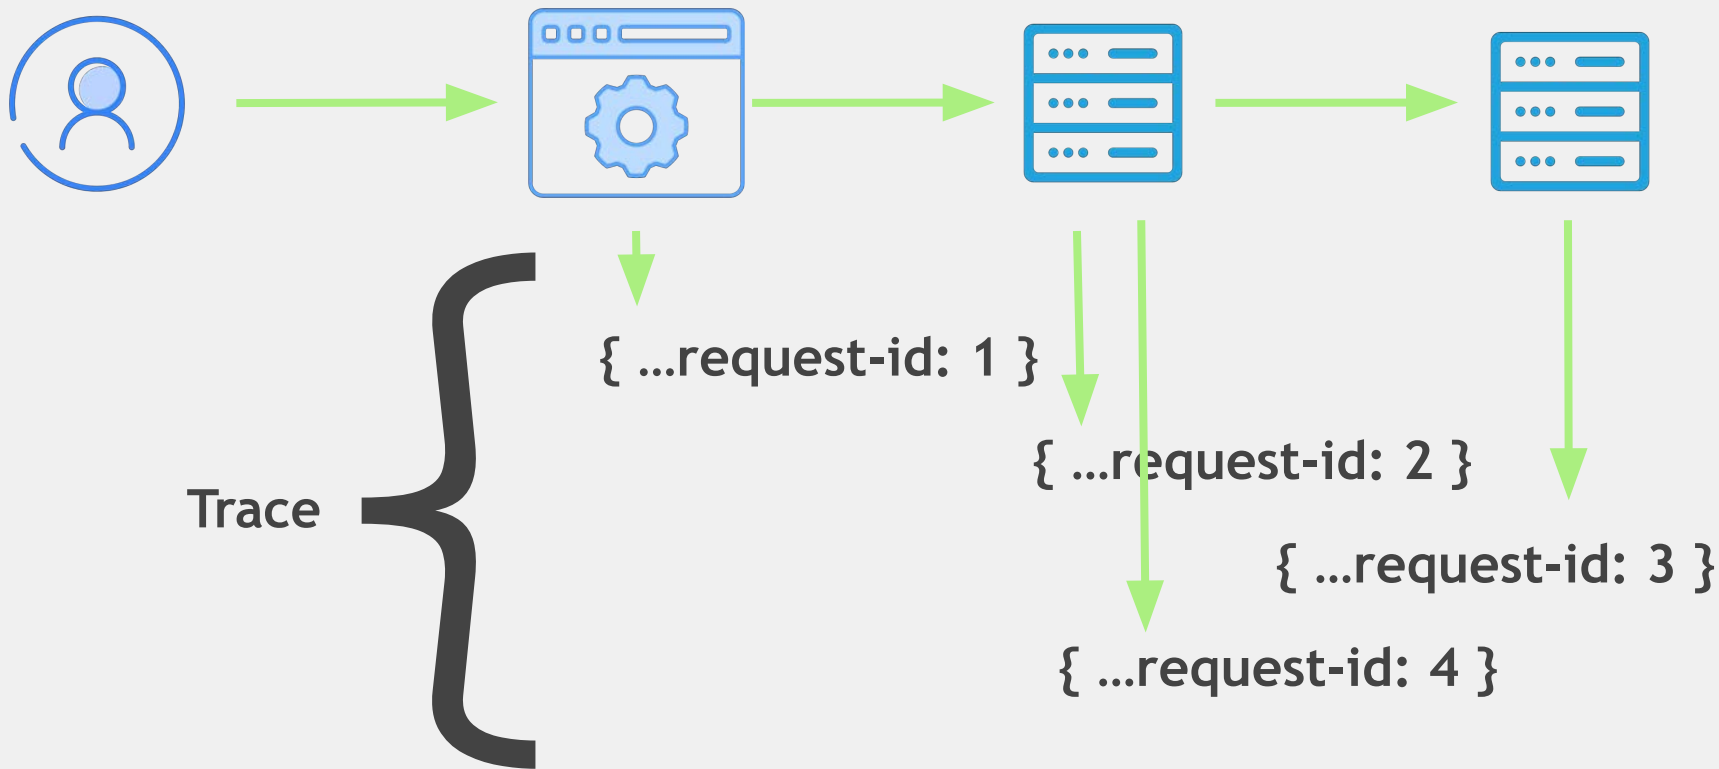 { …request-id: 1 }
{ …request-id: 2 }
Trace
{ …request-id: 3 }
{ …request-id: 4 }